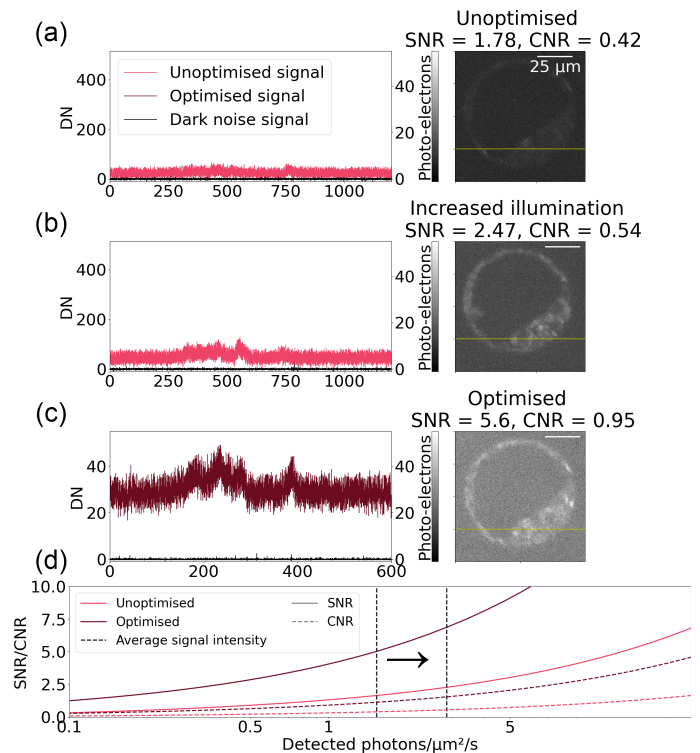 (a)
Unoptimised
SNR = 1.78, CNR = 0.42
400
200
0
DN
Unoptimised signal
Optimised signal
Dark noise signal
0 250 500 750 1000
40
20
0
Photo-electrons
25 μm
(b)
Increased illumination
SNR = 2.47, CNR = 0.54
400
200
0
DN
0 250 500 750 1000
40
20
0
Photo-electrons
(c)
Optimised
SNR = 5.6, CNR = 0.95
40
20
0
DN
0 200 400 600
40
20
0
Photo-electrons
(d)
10.0
7.5
5.0
2.5
0.0
SNR/CNR
Unoptimised
Optimised
Average signal intensity
SNR
CNR
0.1 0.5 1 5
Detected photons/μm²/s